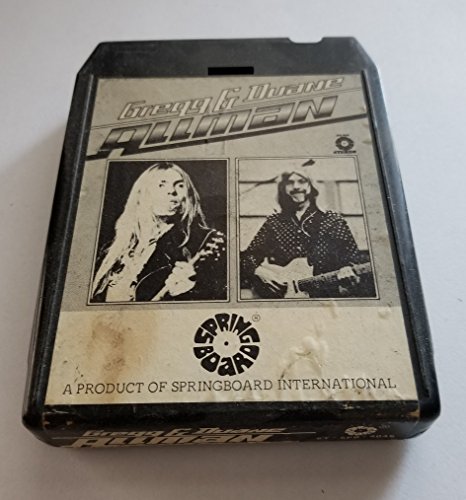 Gregg & Duane
ALLMAN
SPRING
BOARD
®
A PRODUCT OF SPRINGBOARD INTERNATIONAL
Gregg & Duane
ALLMAN